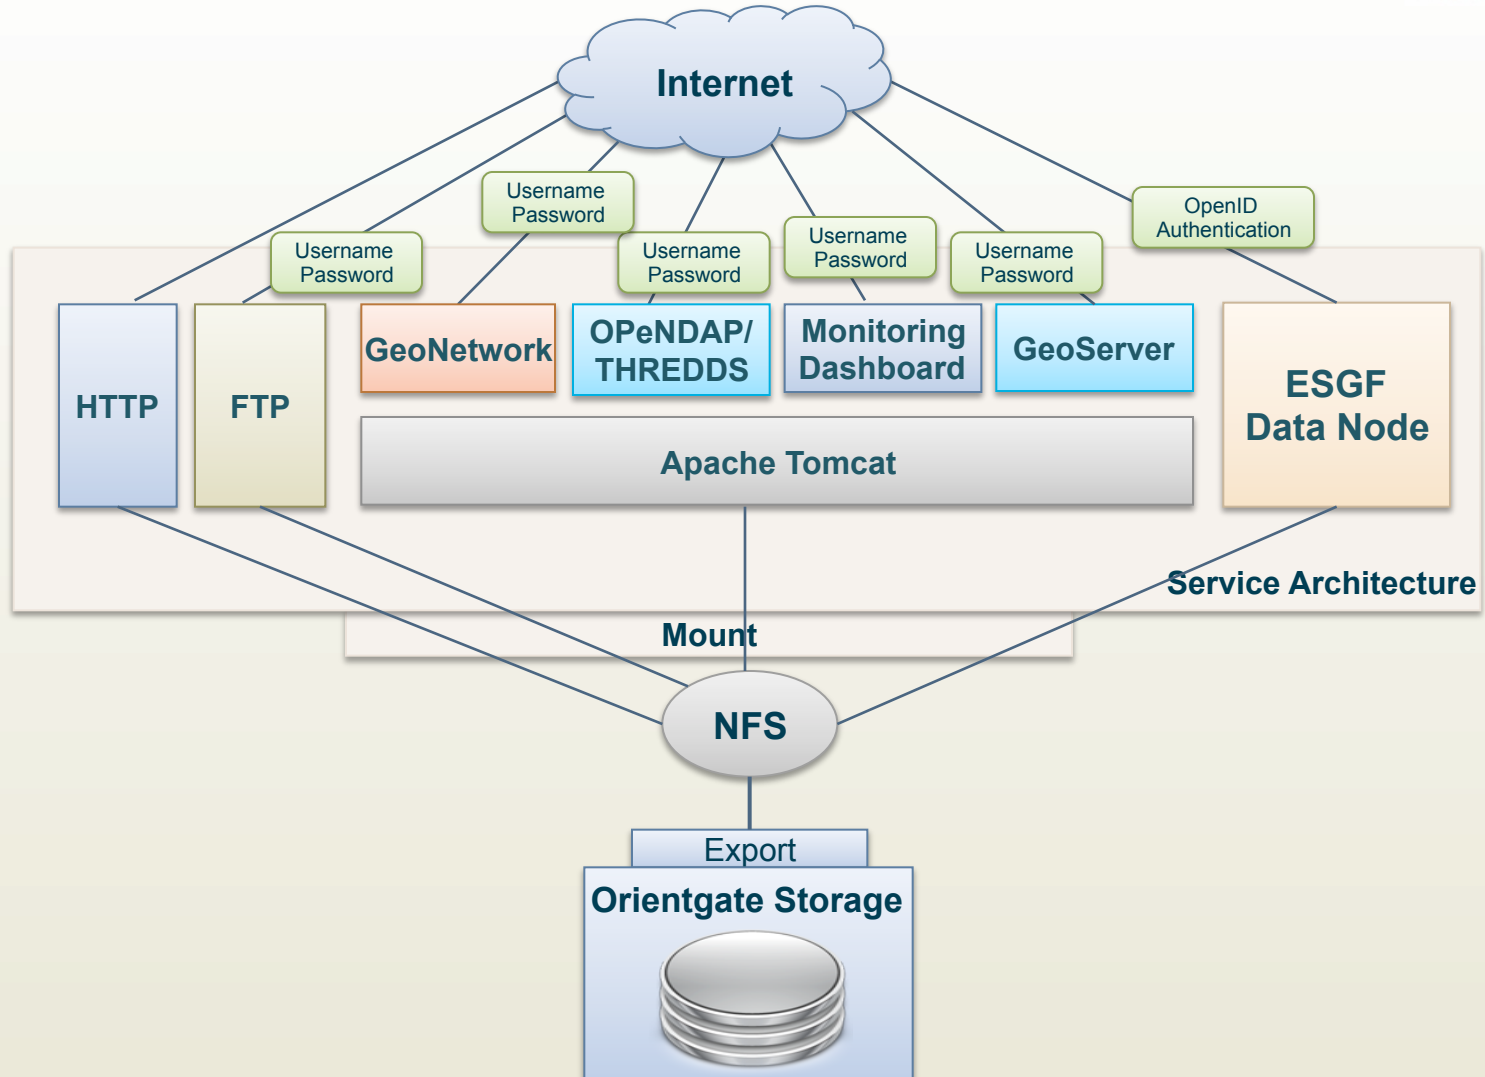 Internet
Username
Password
OpenID
Authentication
Username
Password
Username
Password
Username
Password
Username
Password
HTTP
FTP
GeoNetwork
OPeNDAP/
THREDDS
Monitoring
Dashboard
GeoServer
ESGF
Data Node
Apache Tomcat
Service Architecture
Mount
NFS
Export
Orientgate Storage